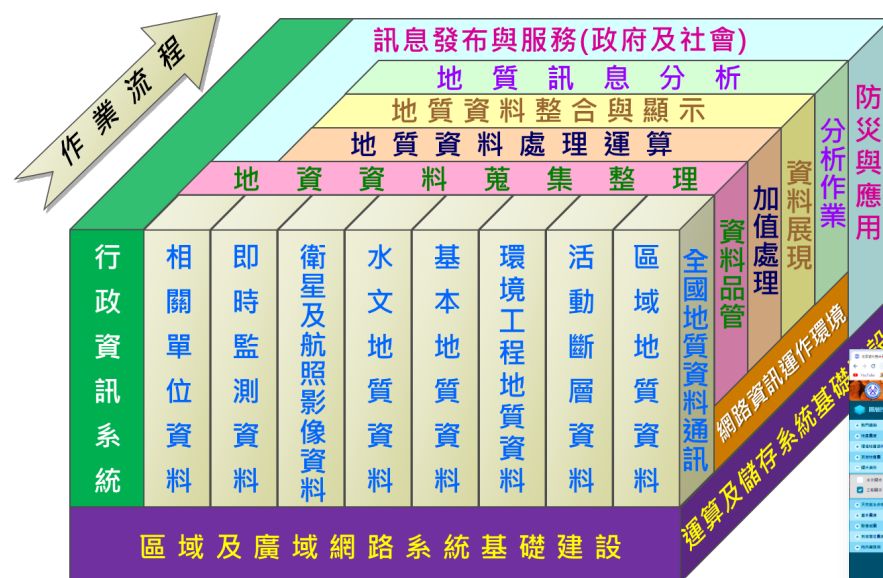 作業流程
訊息發布與服務(政府及社會)
地質訊息分析
地質資料整合與顯示
地質資料處理運算
地資資料蒐集整理
行政資訊系統
相關單位資料
即時監測資料
衛星及航照影像資料
水文地質資料
基本地質資料
環境工程地質資料
活動斷層資料
區域地質資料
全國地質資料通訊
資料品管
加值處理
資料展現
分析作業
防災與應用
網路資訊運作環境
運算及儲存系統基礎建設
區域及廣域網路系統基礎建設
YouTube